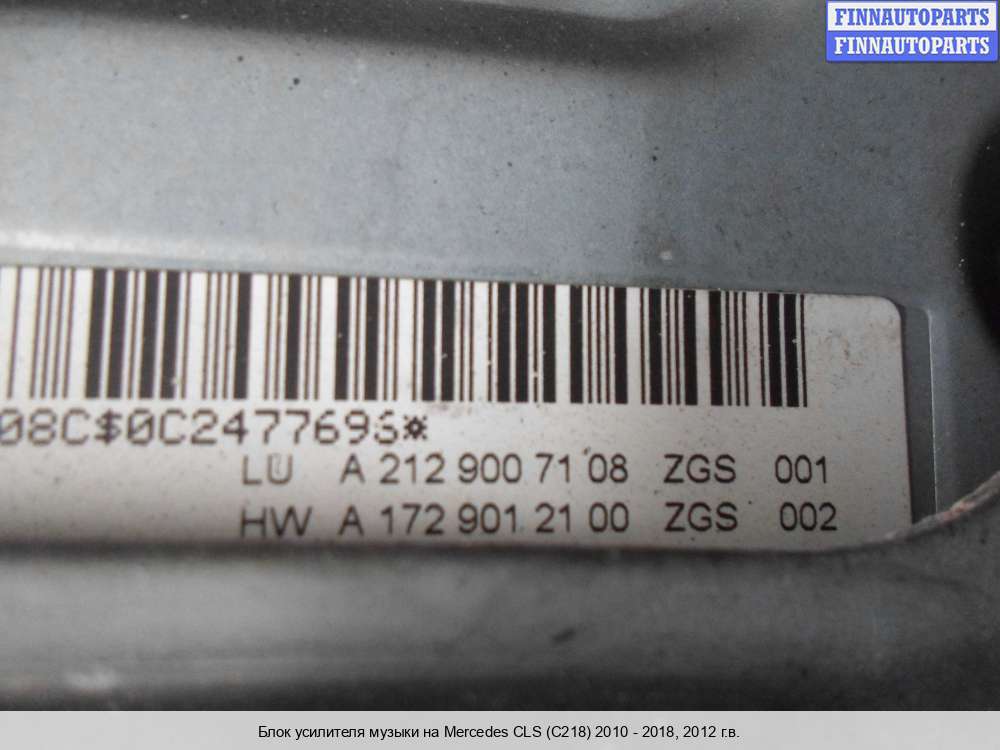 FINNAUTOPARTS
FINNAUTOPARTS
08C$0C2477696*
LU A 212 900 71 08 ZGS 001
HW A 172 901 21 00 ZGS 002
Блок усилителя музыки на Mercedes CLS (C218) 2010 - 2018, 2012 г.в.